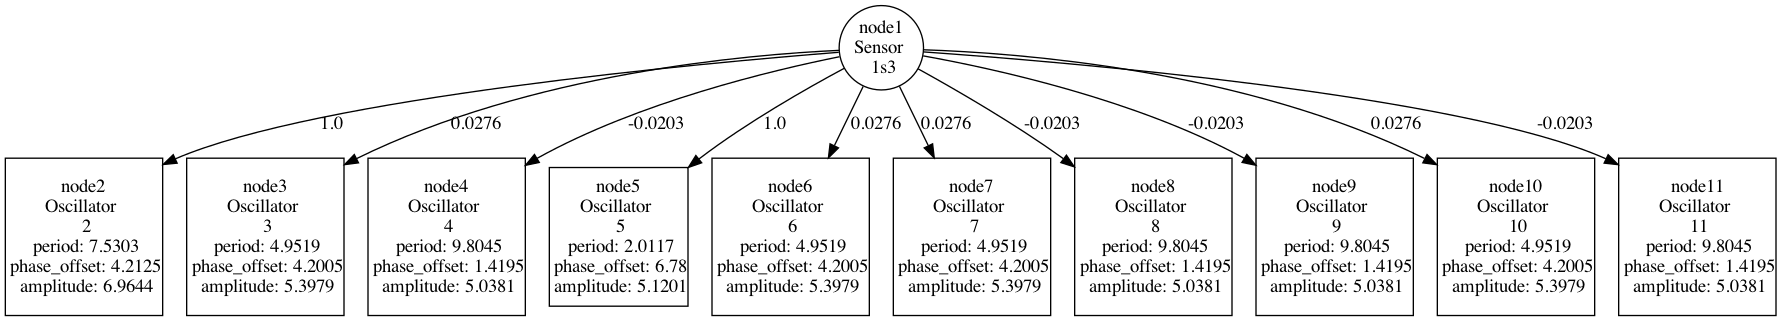 node1
Sensor
1s3
1.0
0.0276
-0.0203
1.0
0.0276
0.0276
-0.0203
-0.0203
0.0276
-0.0203
node2
Oscillator
2
period: 7.5303
phase_offset: 4.2125
amplitude: 6.9644
node3
Oscillator
3
period: 4.9519
phase_offset: 4.2005
amplitude: 5.3979
node4
Oscillator
4
period: 9.8045
phase_offset: 1.4195
amplitude: 5.0381
node5
Oscillator
5
period: 2.0117
phase_offset: 6.78
amplitude: 5.1201
node6
Oscillator
6
period: 4.9519
phase_offset: 4.2005
amplitude: 5.3979
node7
Oscillator
7
period: 4.9519
phase_offset: 4.2005
amplitude: 5.3979
node8
Oscillator
8
period: 9.8045
phase_offset: 1.4195
amplitude: 5.0381
node9
Oscillator
9
period: 9.8045
phase_offset: 1.4195
amplitude: 5.0381
node10
Oscillator
10
period: 4.9519
phase_offset: 4.2005
amplitude: 5.3979
node11
Oscillator
11
period: 9.8045
phase_offset: 1.4195
amplitude: 5.0381